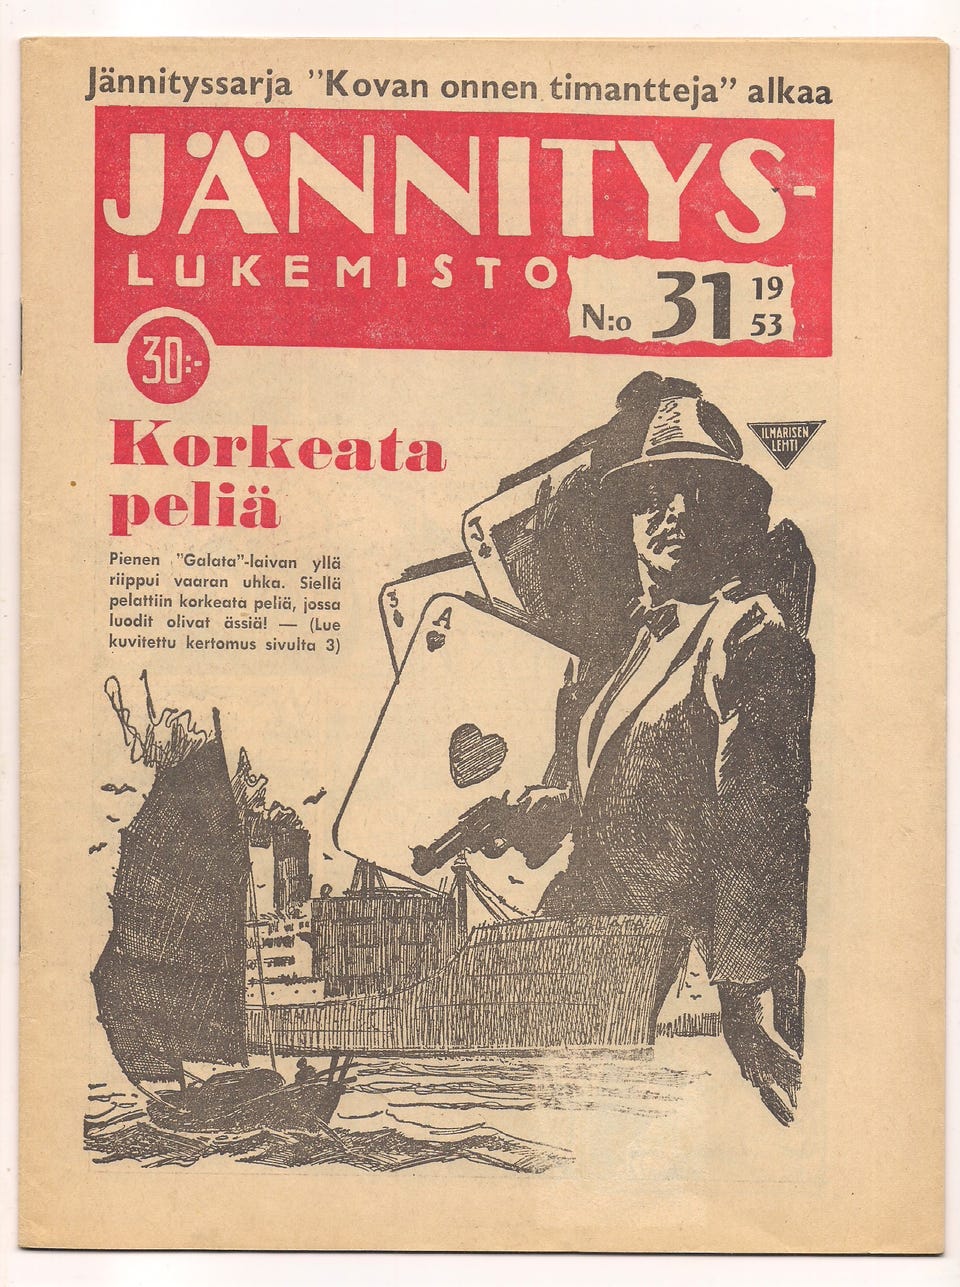 Jännityssarja ”Kovan onnen timantteja” alkaa
JÄNNITYS-
LUKEMISTO
N:o 31 19
53
30:-
ILMARISEN
LEHTI
Korkeata
peliä
Pienen ”Galata”-laivan yllä
riippui vaaran uhka. Siellä
pelattiin korkeata peliä, jossa
luodit olivat ässiä! — (Lue
kuvitettu kertomus sivulta 3)
J
3
A